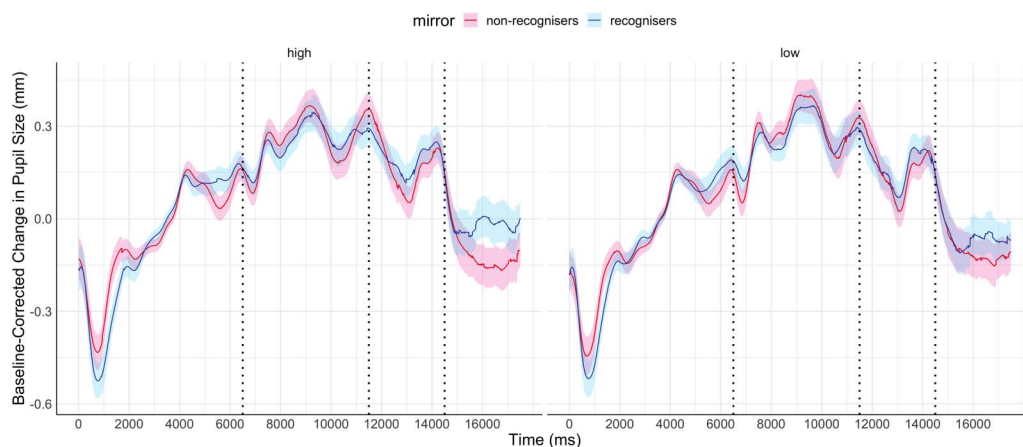 mirror non-recognisers recognisers
high low
Baseline-Corrected Change in Pupil Size (mm)
0.3
0.0
-0.3
-0.6
0 2000 4000 6000 8000 10000 12000 14000 16000 0 2000 4000 6000 8000 10000 12000 14000 16000
Time (ms)